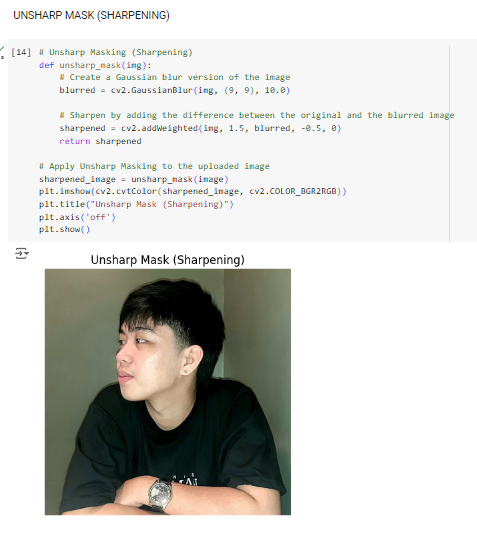 UNSHARP MASK (SHARPENING)
[14] # Unsharp Masking (Sharpening)
def unsharp_mask(img):
# Create a Gaussian blur version of the image
blurred = cv2.GaussianBlur(img, (9, 9), 10.0)
# Sharpen by adding the difference between the original and the blurred image
sharpened = cv2.addWeighted(img, 1.5, blurred, -0.5, 0)
return sharpened
# Apply Unsharp Masking to the uploaded image
sharpened_image = unsharp_mask(image)
plt.imshow(cv2.cvtColor(sharpened_image, cv2.COLOR_BGR2RGB))
plt.title("Unsharp Mask (Sharpening)")
plt.axis('off')
plt.show()
Unsharp Mask (Sharpening)